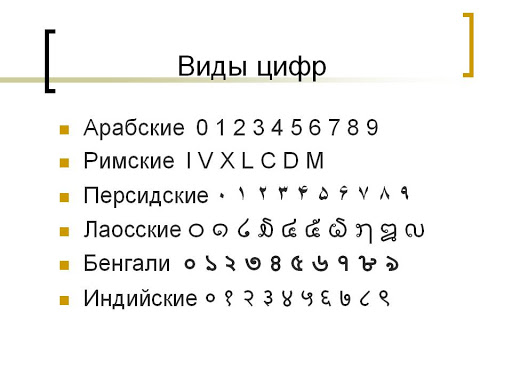 Виды цифр
Арабские 0 1 2 3 4 5 6 7 8 9
Римские I V X L C D M
Персидские ۰ ۱ ۲ ۳ ۴ ۵ ۶ ۷ ۸ ۹
Лаосские ໐ ໑ ໒ ໓ ໔ ໕ ໖ ໗ ໘ ໙
Бенгали ০ ১ ২ ৩ ৪ ৫ ৬ ৭ ৮ ৯
Индийские ० १ २ ३ ४ ५ ६ ७ ८ ९